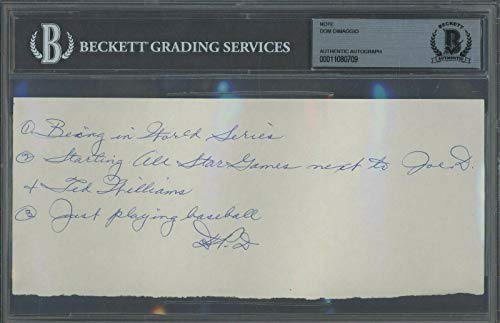 BECKETT GRADING SERVICES
NOTE
DOM DIMAGGIO
AUTHENTIC AUTOGRAPH
00011080709
BECKETT
AUTHENTIC
① Being in World Series
② Starting All Star Games next to Joe D.
& Ted Williams
③ Just playing baseball
D.P.D